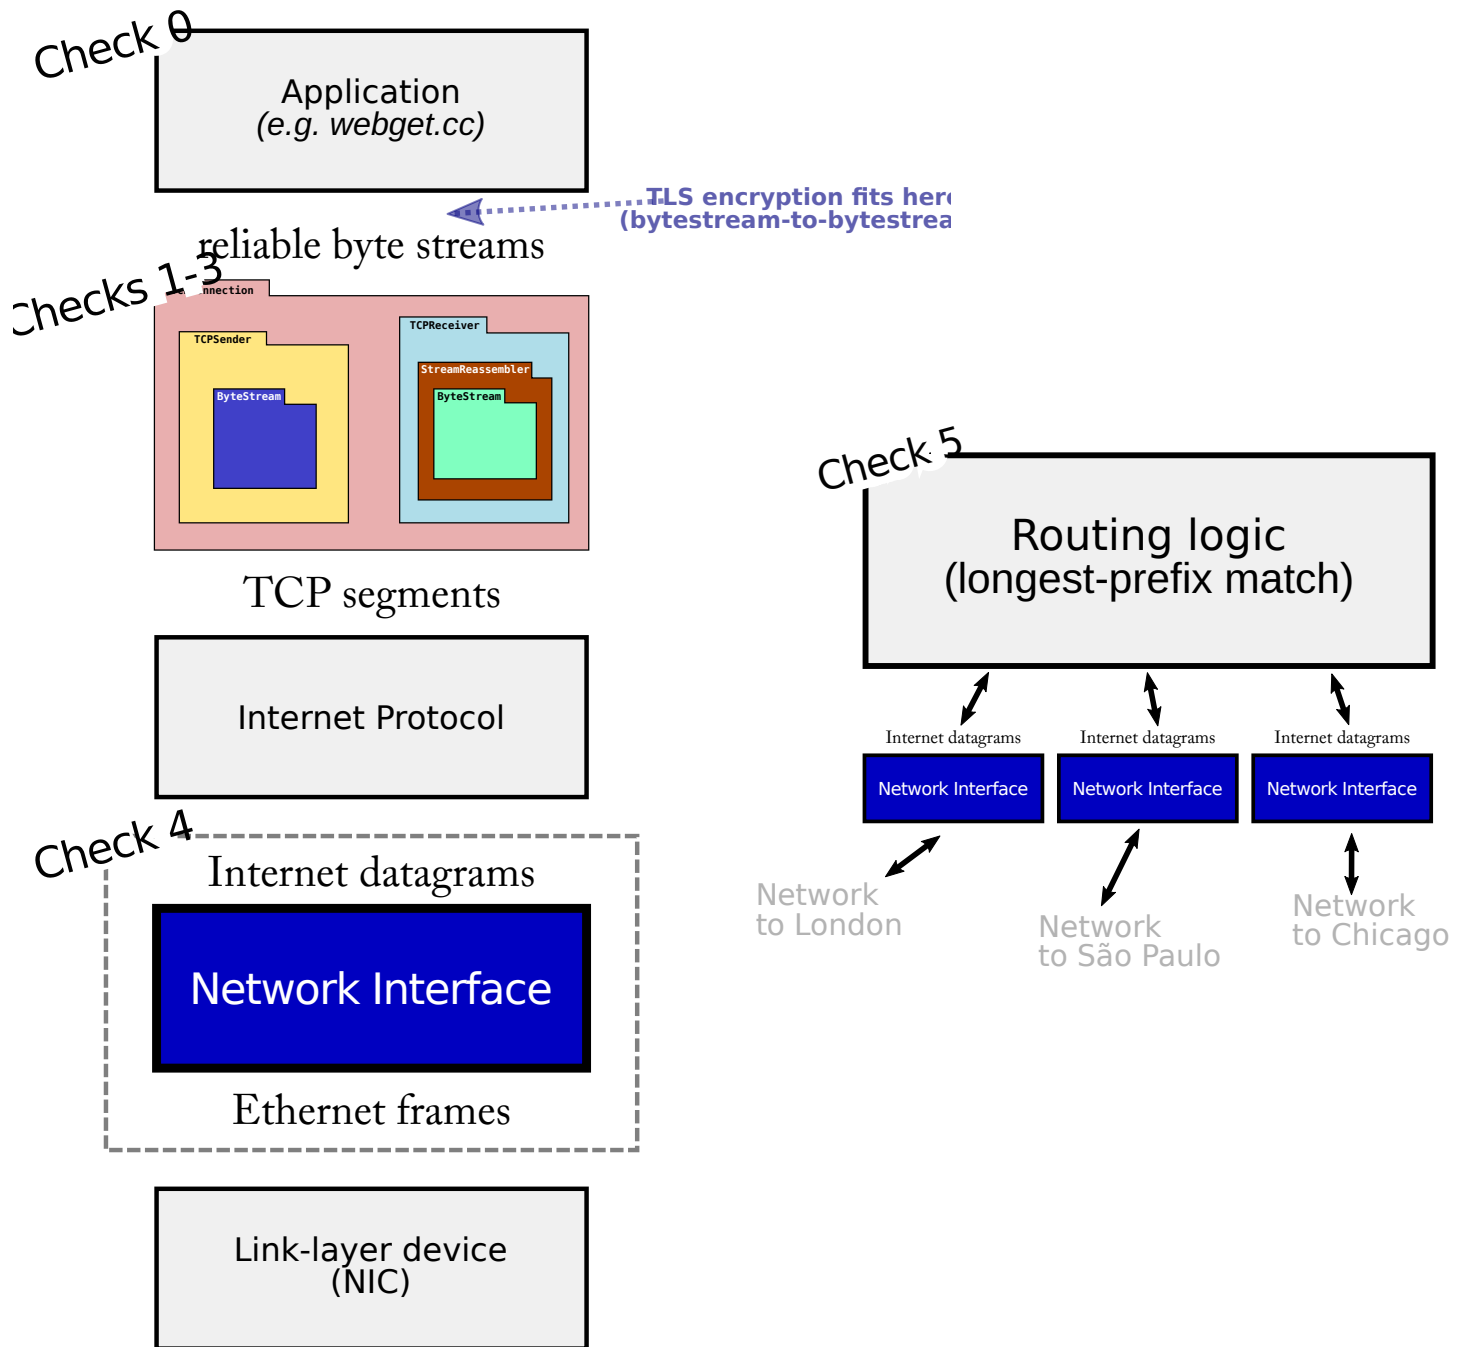 Check 0
Application
(e.g. webget.cc)
TLS encryption fits here
(bytestream-to-bytestrea
reliable byte streams
Checks 1-3
nnection
TCPSender
ByteStream
TCPReceiver
StreamReassembler
ByteStream
TCP segments
Internet Protocol
Check 4
Internet datagrams
Network Interface
Ethernet frames
Link-layer device
(NIC)
Check 5
Routing logic
(longest-prefix match)
Internet datagrams
Internet datagrams
Internet datagrams
Network Interface
Network Interface
Network Interface
Network
to London
Network
to São Paulo
Network
to Chicago